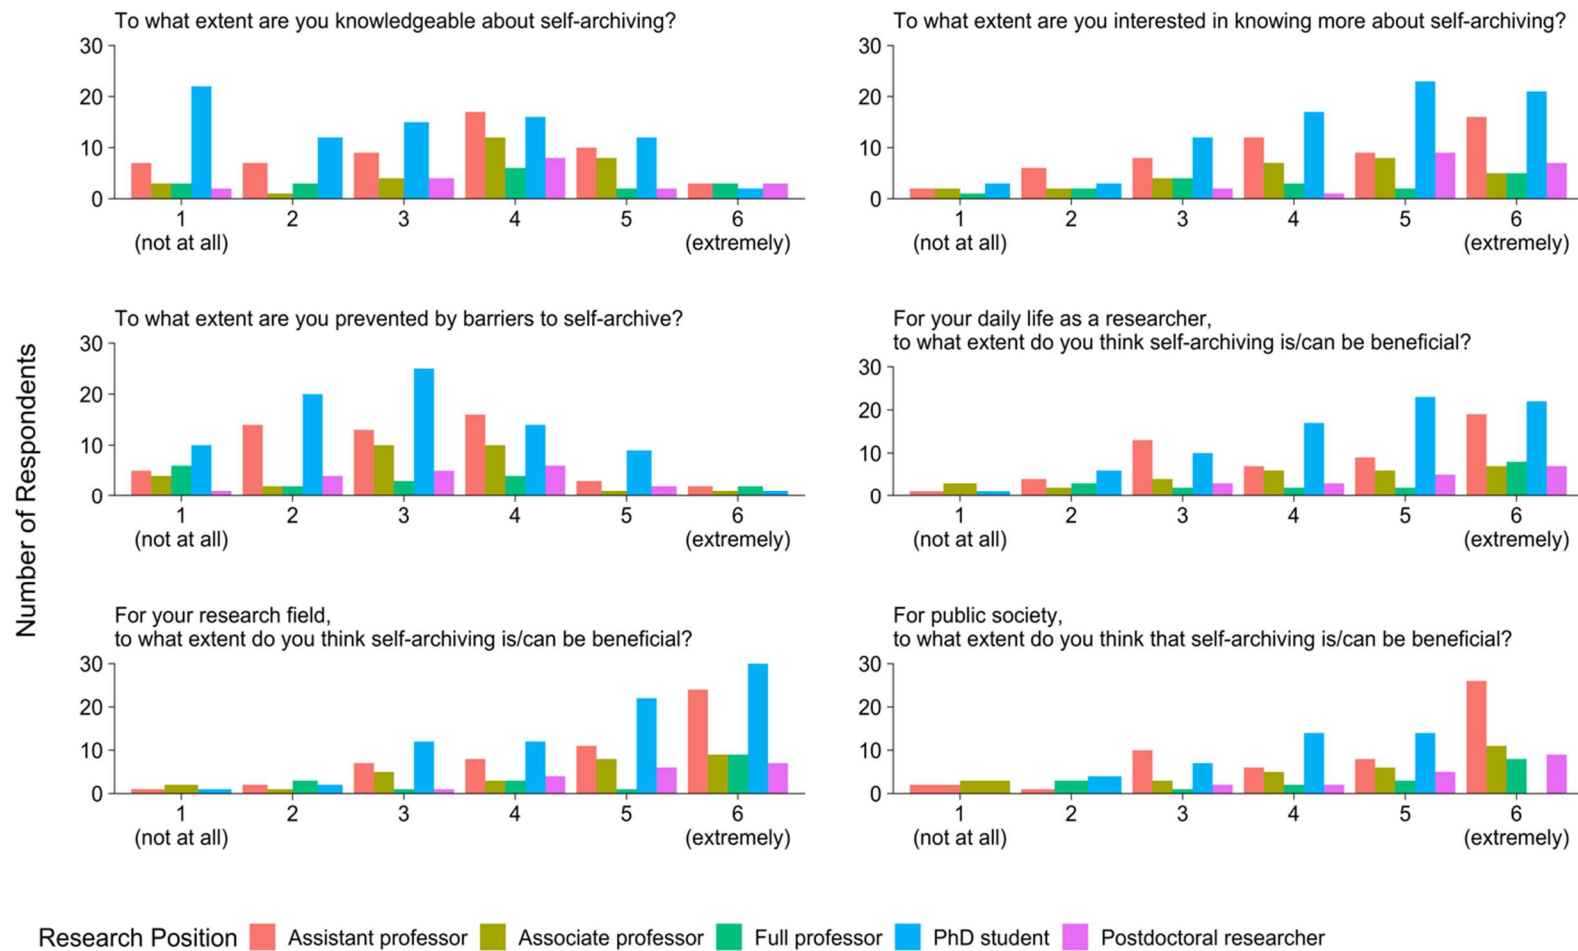 To what extent are you knowledgeable about self-archiving?
30
20
10
0
1
2
3
4
5
6
(not at all)
(extremely)
To what extent are you interested in knowing more about self-archiving?
30
20
10
0
1
2
3
4
5
6
(not at all)
(extremely)
Number of Respondents
To what extent are you prevented by barriers to self-archive?
30
20
10
0
1
2
3
4
5
6
(not at all)
(extremely)
For your daily life as a researcher,
to what extent do you think self-archiving is/can be beneficial?
30
20
10
0
1
2
3
4
5
6
(not at all)
(extremely)
For your research field,
to what extent do you think self-archiving is/can be beneficial?
30
20
10
0
1
2
3
4
5
6
(not at all)
(extremely)
For public society,
to what extent do you think that self-archiving is/can be beneficial?
30
20
10
0
1
2
3
4
5
6
(not at all)
(extremely)
Research Position Assistant professor Associate professor Full professor PhD student Postdoctoral researcher